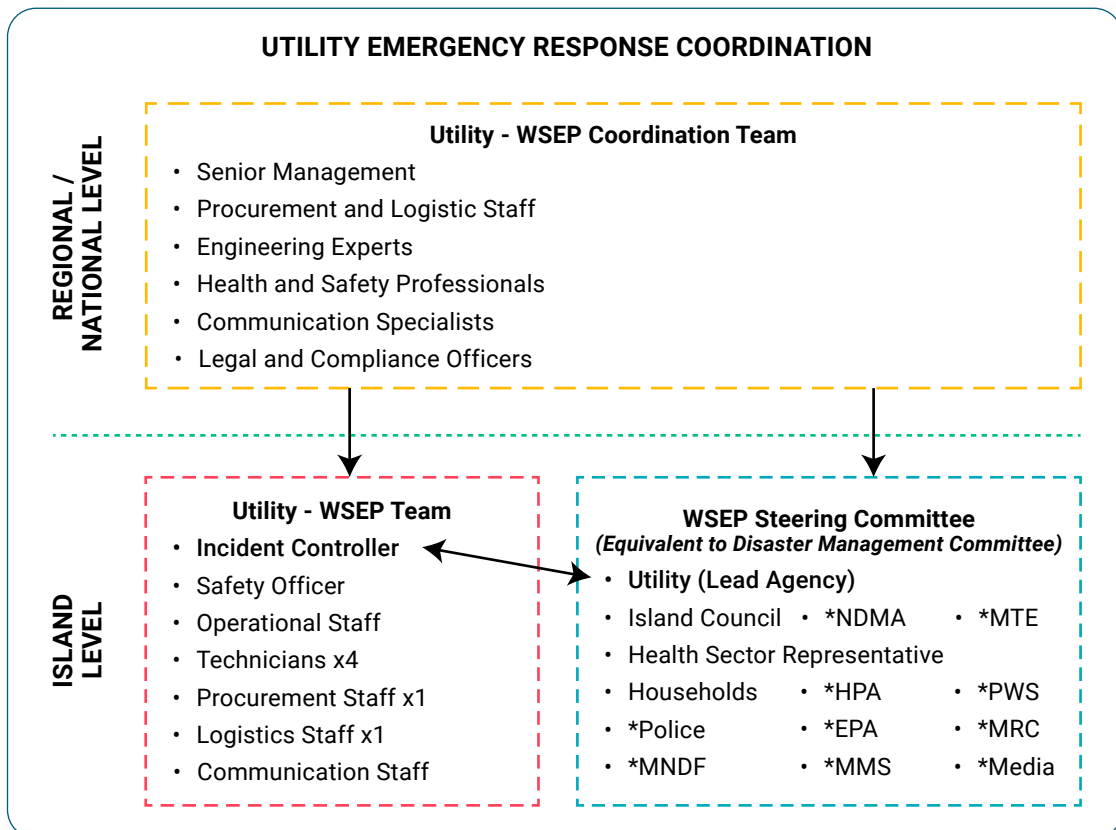 UTILITY EMERGENCY RESPONSE COORDINATION
REGIONAL /
NATIONAL LEVEL
Utility - WSEP Coordination Team
• Senior Management
• Procurement and Logistic Staff
• Engineering Experts
• Health and Safety Professionals
• Communication Specialists
• Legal and Compliance Officers
ISLAND
LEVEL
Utility - WSEP Team
• Incident Controller
• Safety Officer
• Operational Staff
• Technicians x4
• Procurement Staff x1
• Logistics Staff x1
• Communication Staff
WSEP Steering Committee
(Equivalent to Disaster Management Committee)
• Utility (Lead Agency)
• Island Council • *NDMA • *MTE
• Health Sector Representative
• Households • *HPA • *PWS
• *Police • *EPA • *MRC
• *MNDF • *MMS • *Media